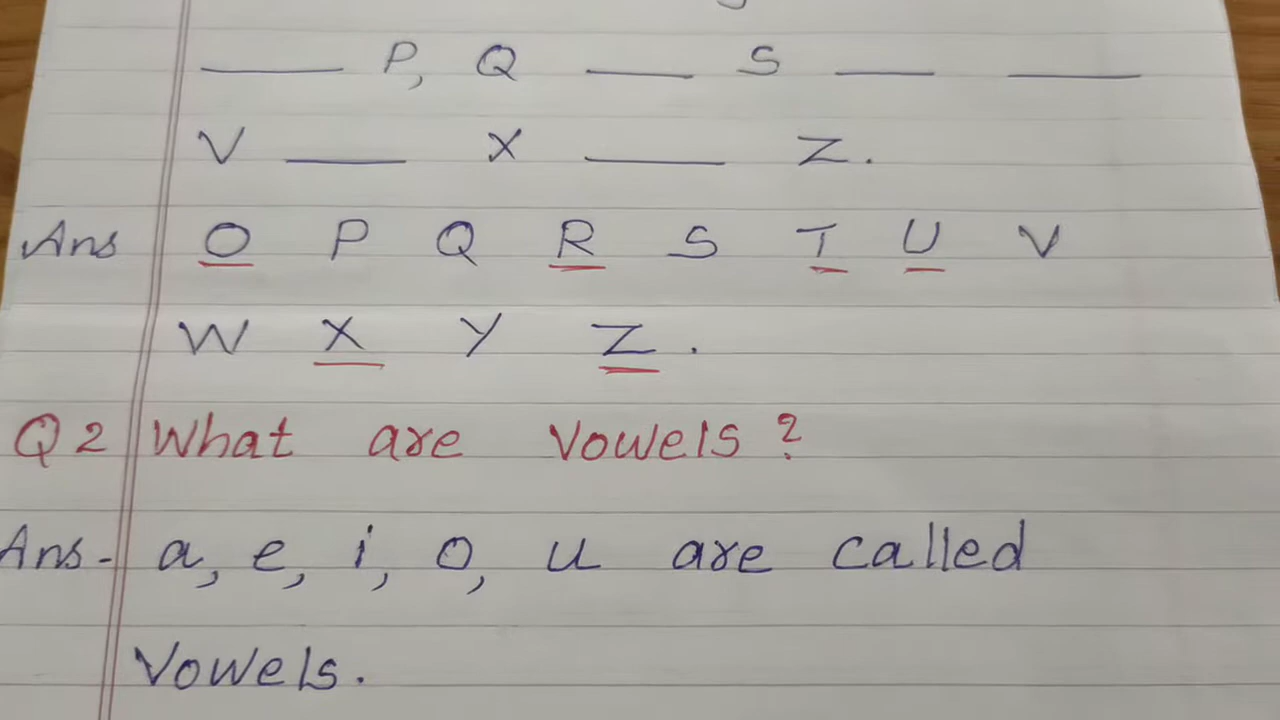 ____ P, Q ____ S ____ ____
V ____ X ____ Z.
Ans O P Q R S T U V
W X Y Z.
Q2 What are Vowels?
Ans- a, e, i, o, u are called
Vowels.